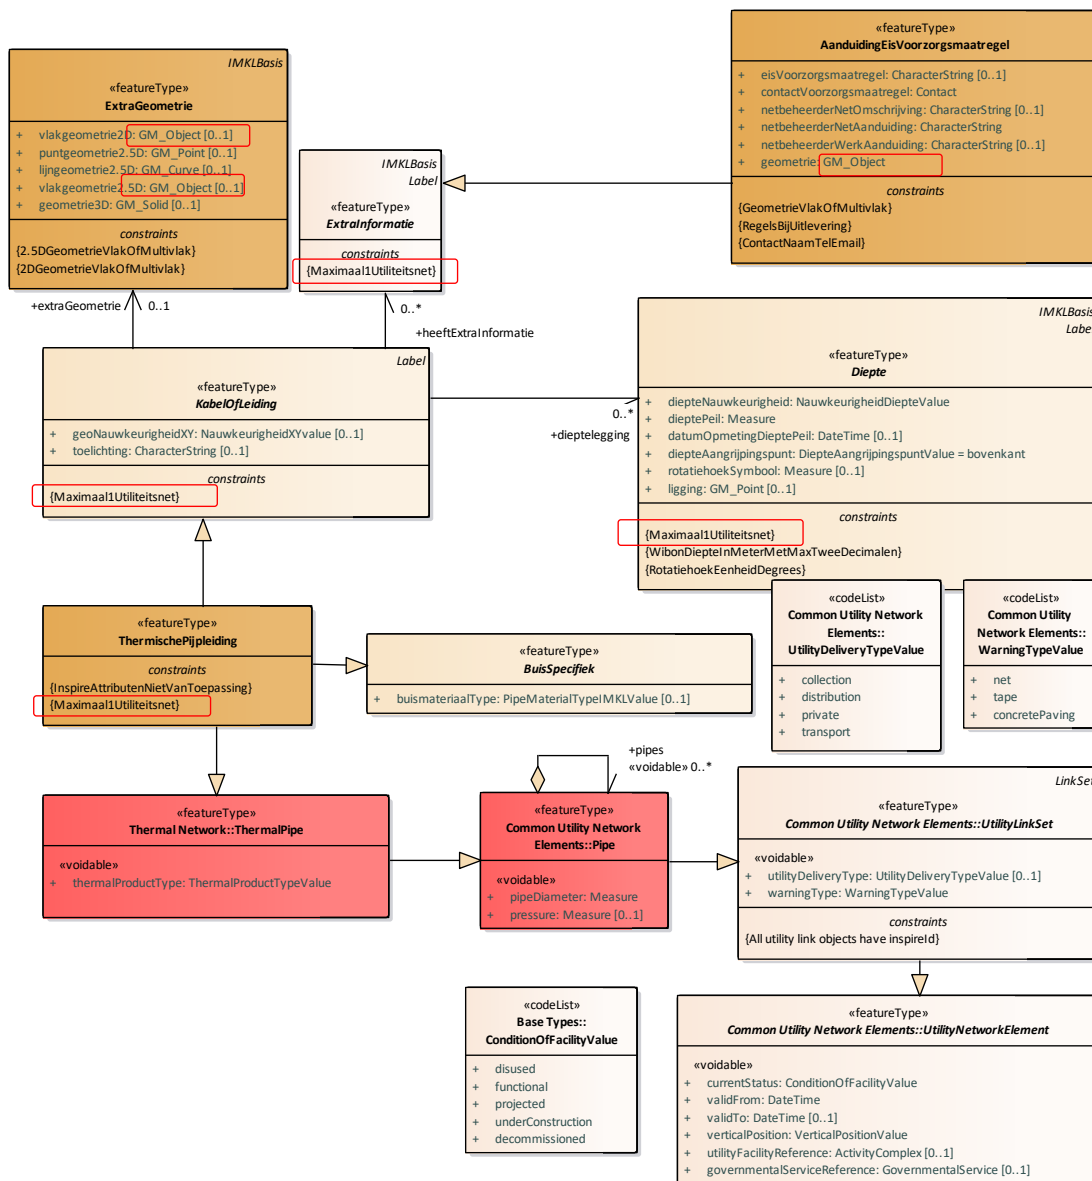 IMKLBasis
«featureType»
ExtraGeometrie
+ vlakgeometrie2D: GM_Object [0..1]
+ puntgeometrie2.5D: GM_Point [0..1]
+ lijngeometrie2.5D: GM_Curve [0..1]
+ vlakgeometrie2.5D: GM_Object [0..1]
+ geometrie3D: GM_Solid [0..1]
constraints
{2.5DGeometrieVlakOfMultivlak}
{2DGeometrieVlakOfMultivlak}
IMKLBasis
Label
«featureType»
ExtraInformatie
constraints
{Maximaal1Utiliteitsnet}
«featureType»
AanduidingEisVoorzorgsmaatregel
+ eisVoorzorgsmaatregel: CharacterString [0..1]
+ contactVoorzorgsmaatregel: Contact
+ netbeheerderNetOmschrijving: CharacterString [0..1]
+ netbeheerderNetAanduiding: CharacterString
+ netbeheerderWerkAanduiding: CharacterString [0..1]
+ geometrie: GM_Object
constraints
{GeometrieVlakOfMultivlak}
{RegelsBijUitlevering}
{ContactNaamTelEmail}
+extraGeometrie 0..1
0..*
+heeftExtraInformatie
Label
«featureType»
KabelOfLeiding
+ geoNauwkeurigheidXY: NauwkeurigheidXYvalue [0..1]
+ toelichting: CharacterString [0..1]
constraints
{Maximaal1Utiliteitsnet}
0..*
+dieptelegging
IMKLBasis
Label
«featureType»
Diepte
+ diepteNauwkeurigheid: NauwkeurigheidDiepteValue
+ dieptePeil: Measure
+ datumOpmetingDieptePeil: DateTime [0..1]
+ diepteAangrijpingspunt: DiepteAangrijpingspuntValue = bovenkant
+ rotatiehoekSymbool: Measure [0..1]
+ ligging: GM_Point [0..1]
constraints
{Maximaal1Utiliteitsnet}
{WibonDiepteInMeterMetMaxTweeDecimalen}
{RotatiehoekEenheidDegrees}
«codeList»
Common Utility Network
Elements::
UtilityDeliveryTypeValue
+ collection
+ distribution
+ private
+ transport
«codeList»
Common Utility
Network Elements::
WarningTypeValue
+ net
+ tape
+ concretePaving
«featureType»
ThermischePijpleiding
constraints
{InspireAttributenNietVanToepassing}
{Maximaal1Utiliteitsnet}
«featureType»
BuisSpecifiek
+ buismateriaalType: PipeMaterialTypeIMKLValue [0..1]
+pipes
«voidable» 0..*
«featureType»
Thermal Network::ThermalPipe
«voidable»
+ thermalProductType: ThermalProductTypeValue
«featureType»
Common Utility Network
Elements::Pipe
«voidable»
+ pipeDiameter: Measure
+ pressure: Measure [0..1]
LinkSet
«featureType»
Common Utility Network Elements::UtilityLinkSet
«voidable»
+ utilityDeliveryType: UtilityDeliveryTypeValue [0..1]
+ warningType: WarningTypeValue
constraints
{All utility link objects have inspireId}
«codeList»
Base Types::
ConditionOfFacilityValue
+ disused
+ functional
+ projected
+ underConstruction
+ decommissioned
«featureType»
Common Utility Network Elements::UtilityNetworkElement
«voidable»
+ currentStatus: ConditionOfFacilityValue
+ validFrom: DateTime
+ validTo: DateTime [0..1]
+ verticalPosition: VerticalPositionValue
+ utilityFacilityReference: ActivityComplex [0..1]
+ governmentalServiceReference: GovernmentalService [0..1]